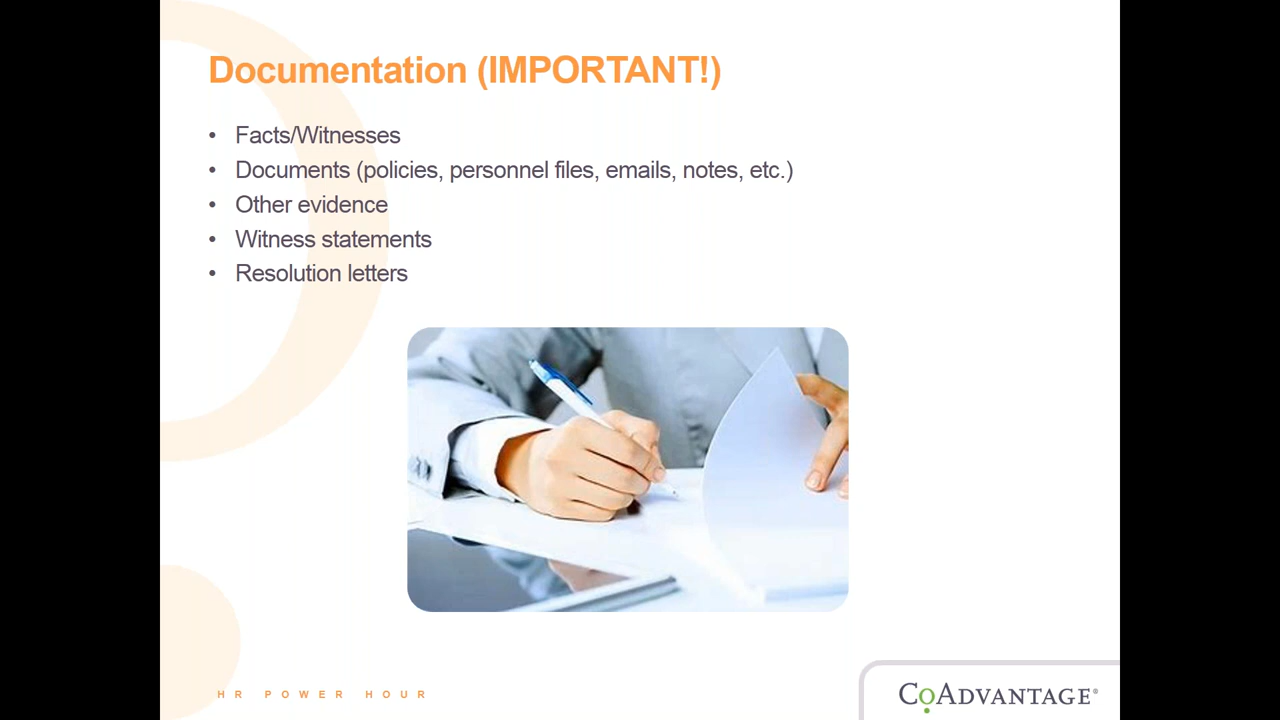 Documentation (IMPORTANT!)
• Facts/Witnesses
• Documents (policies, personnel files, emails, notes, etc.)
• Other evidence
• Witness statements
• Resolution letters
HR POWER HOUR
CoAdvantage®